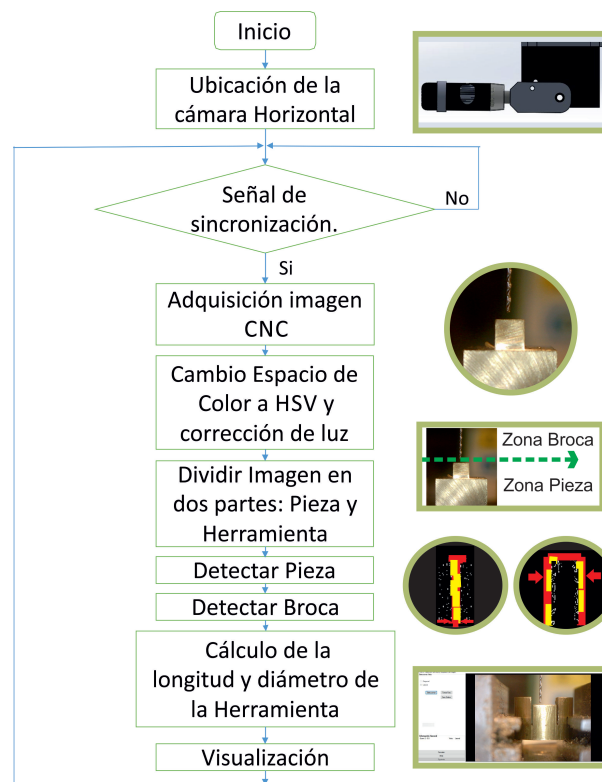 Inicio
Ubicación de la
cámara Horizontal
Señal de
sincronización.
No
Si
Adquisición imagen
CNC
Cambio Espacio de
Color a HSV y
corrección de luz
Zona Broca
Zona Pieza
Dividir Imagen en
dos partes: Pieza y
Herramienta
Detectar Pieza
Detectar Broca
Cálculo de la
longitud y diámetro de
la Herramienta
Visualización